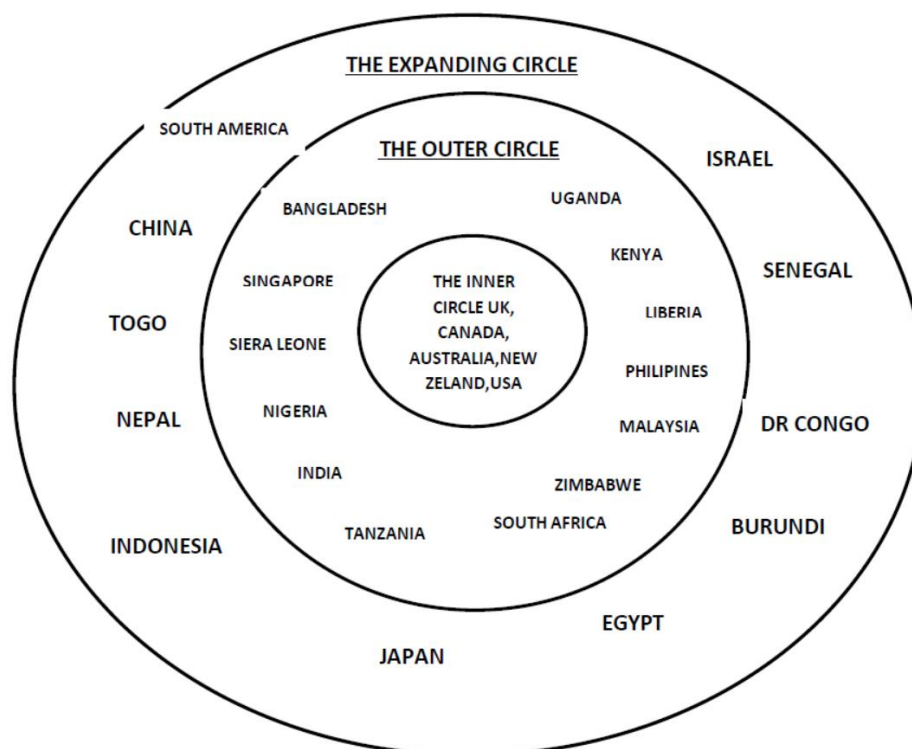 THE EXPANDING CIRCLE
SOUTH AMERICA
THE OUTER CIRCLE
ISRAEL
UGANDA
BANGLADESH
CHINA
KENYA
SENEGAL
SINGAPORE
THE INNER
CIRCLE UK,
CANADA,
AUSTRALIA,NEW
ZELAND,USA
LIBERIA
TOGO
SIERA LEONE
PHILIPINES
NIGERIA
NEPAL
MALAYSIA
DR CONGO
INDIA
ZIMBABWE
SOUTH AFRICA
BURUNDI
TANZANIA
INDONESIA
EGYPT
JAPAN